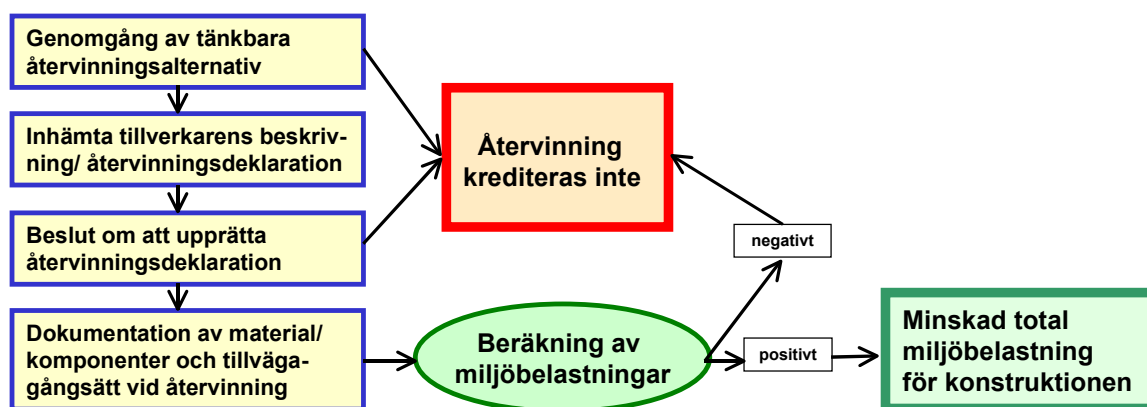 Genomgång av tänkbara
återvinningsalternativ
Inhämta tillverkarens beskriv-
ning/ återvinningsdeklaration
Beslut om att upprätta
återvinningsdeklaration
Dokumentation av material/
komponenter och tillväga-
gångsätt vid återvinning
Återvinning
krediteras inte
negativt
Beräkning av
miljöbelastningar
positivt
Minskad total
miljöbelastning
för konstruktionen